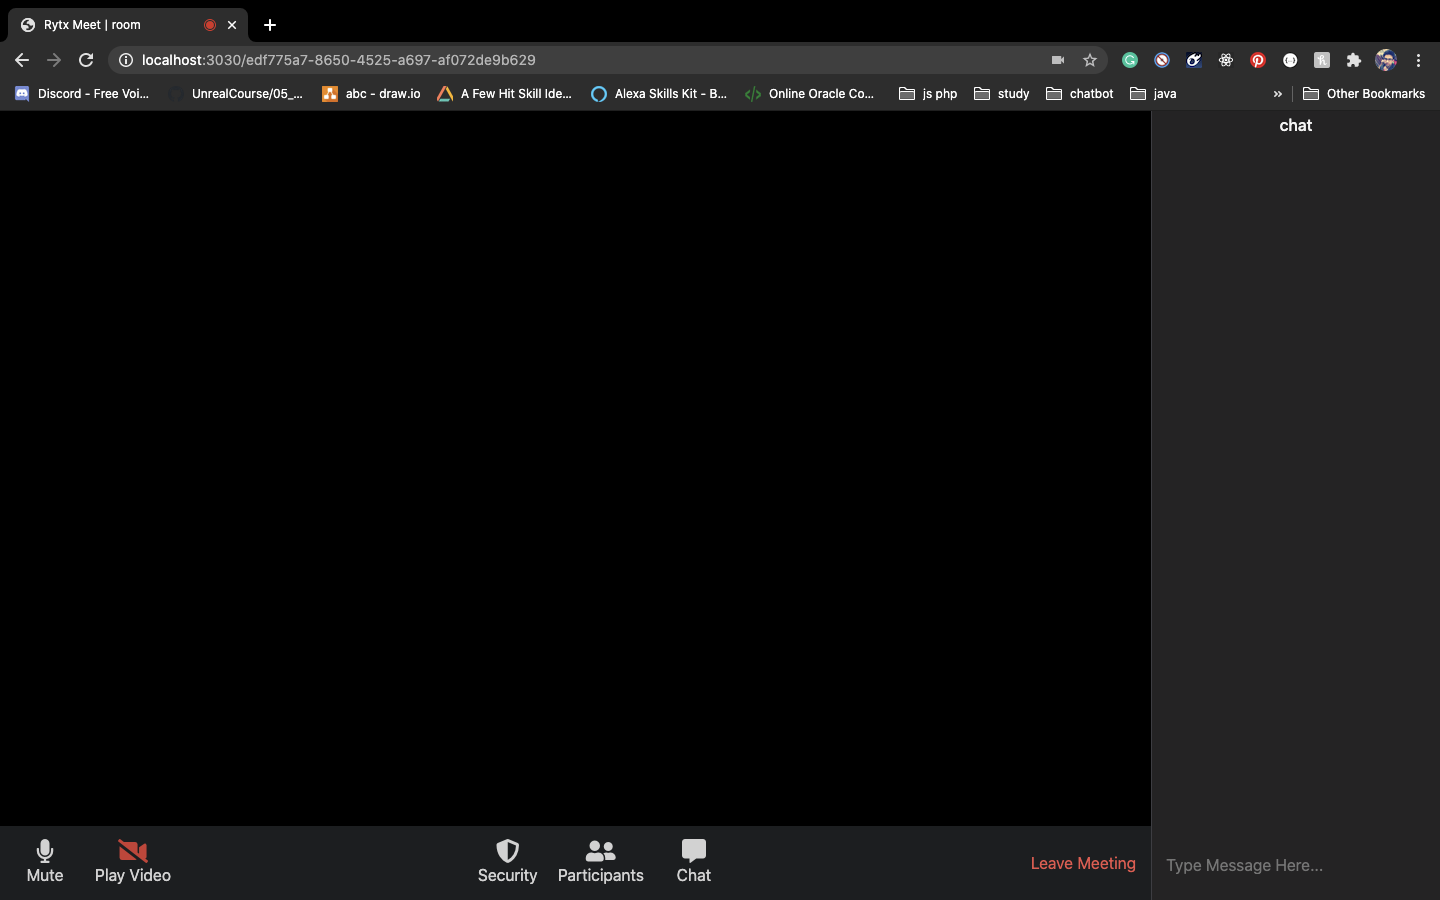 Rytx Meet | room
localhost:3030/edf775a7-8650-4525-a697-af072de9b629
Discord - Free Voi...
UnrealCourse/05_...
abc - draw.io
A Few Hit Skill Ide...
Alexa Skills Kit - B...
Online Oracle Co...
js php
study
chatbot
java
»
Other Bookmarks
chat
Mute
Play Video
Security
Participants
Chat
Leave Meeting
Type Message Here...